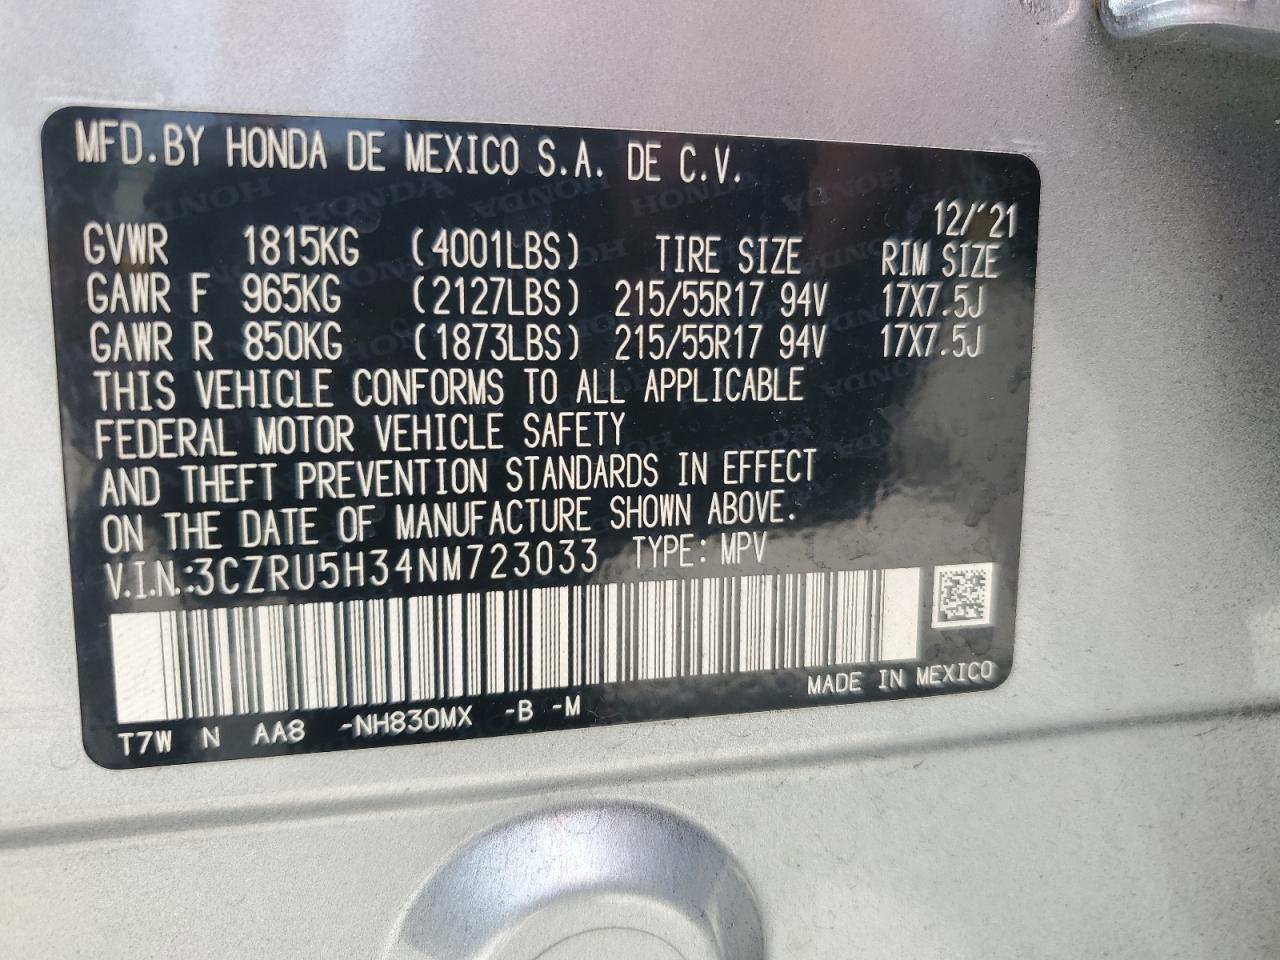 MFD.BY HONDA DE MEXICO S.A. DE C.V.
12/'21
GVWR 1815KG (4001LBS) TIRE SIZE RIM SIZE
GAWR F 965KG (2127LBS) 215/55R17 94V 17X7.5J
GAWR R 850KG (1873LBS) 215/55R17 94V 17X7.5J
THIS VEHICLE CONFORMS TO ALL APPLICABLE
FEDERAL MOTOR VEHICLE SAFETY
AND THEFT PREVENTION STANDARDS IN EFFECT
ON THE DATE OF MANUFACTURE SHOWN ABOVE.
V.I.N.:3CZRU5H34NM723033 TYPE: MPV
MADE IN MEXICO
T7W N AA8 -NH830MX -B -M